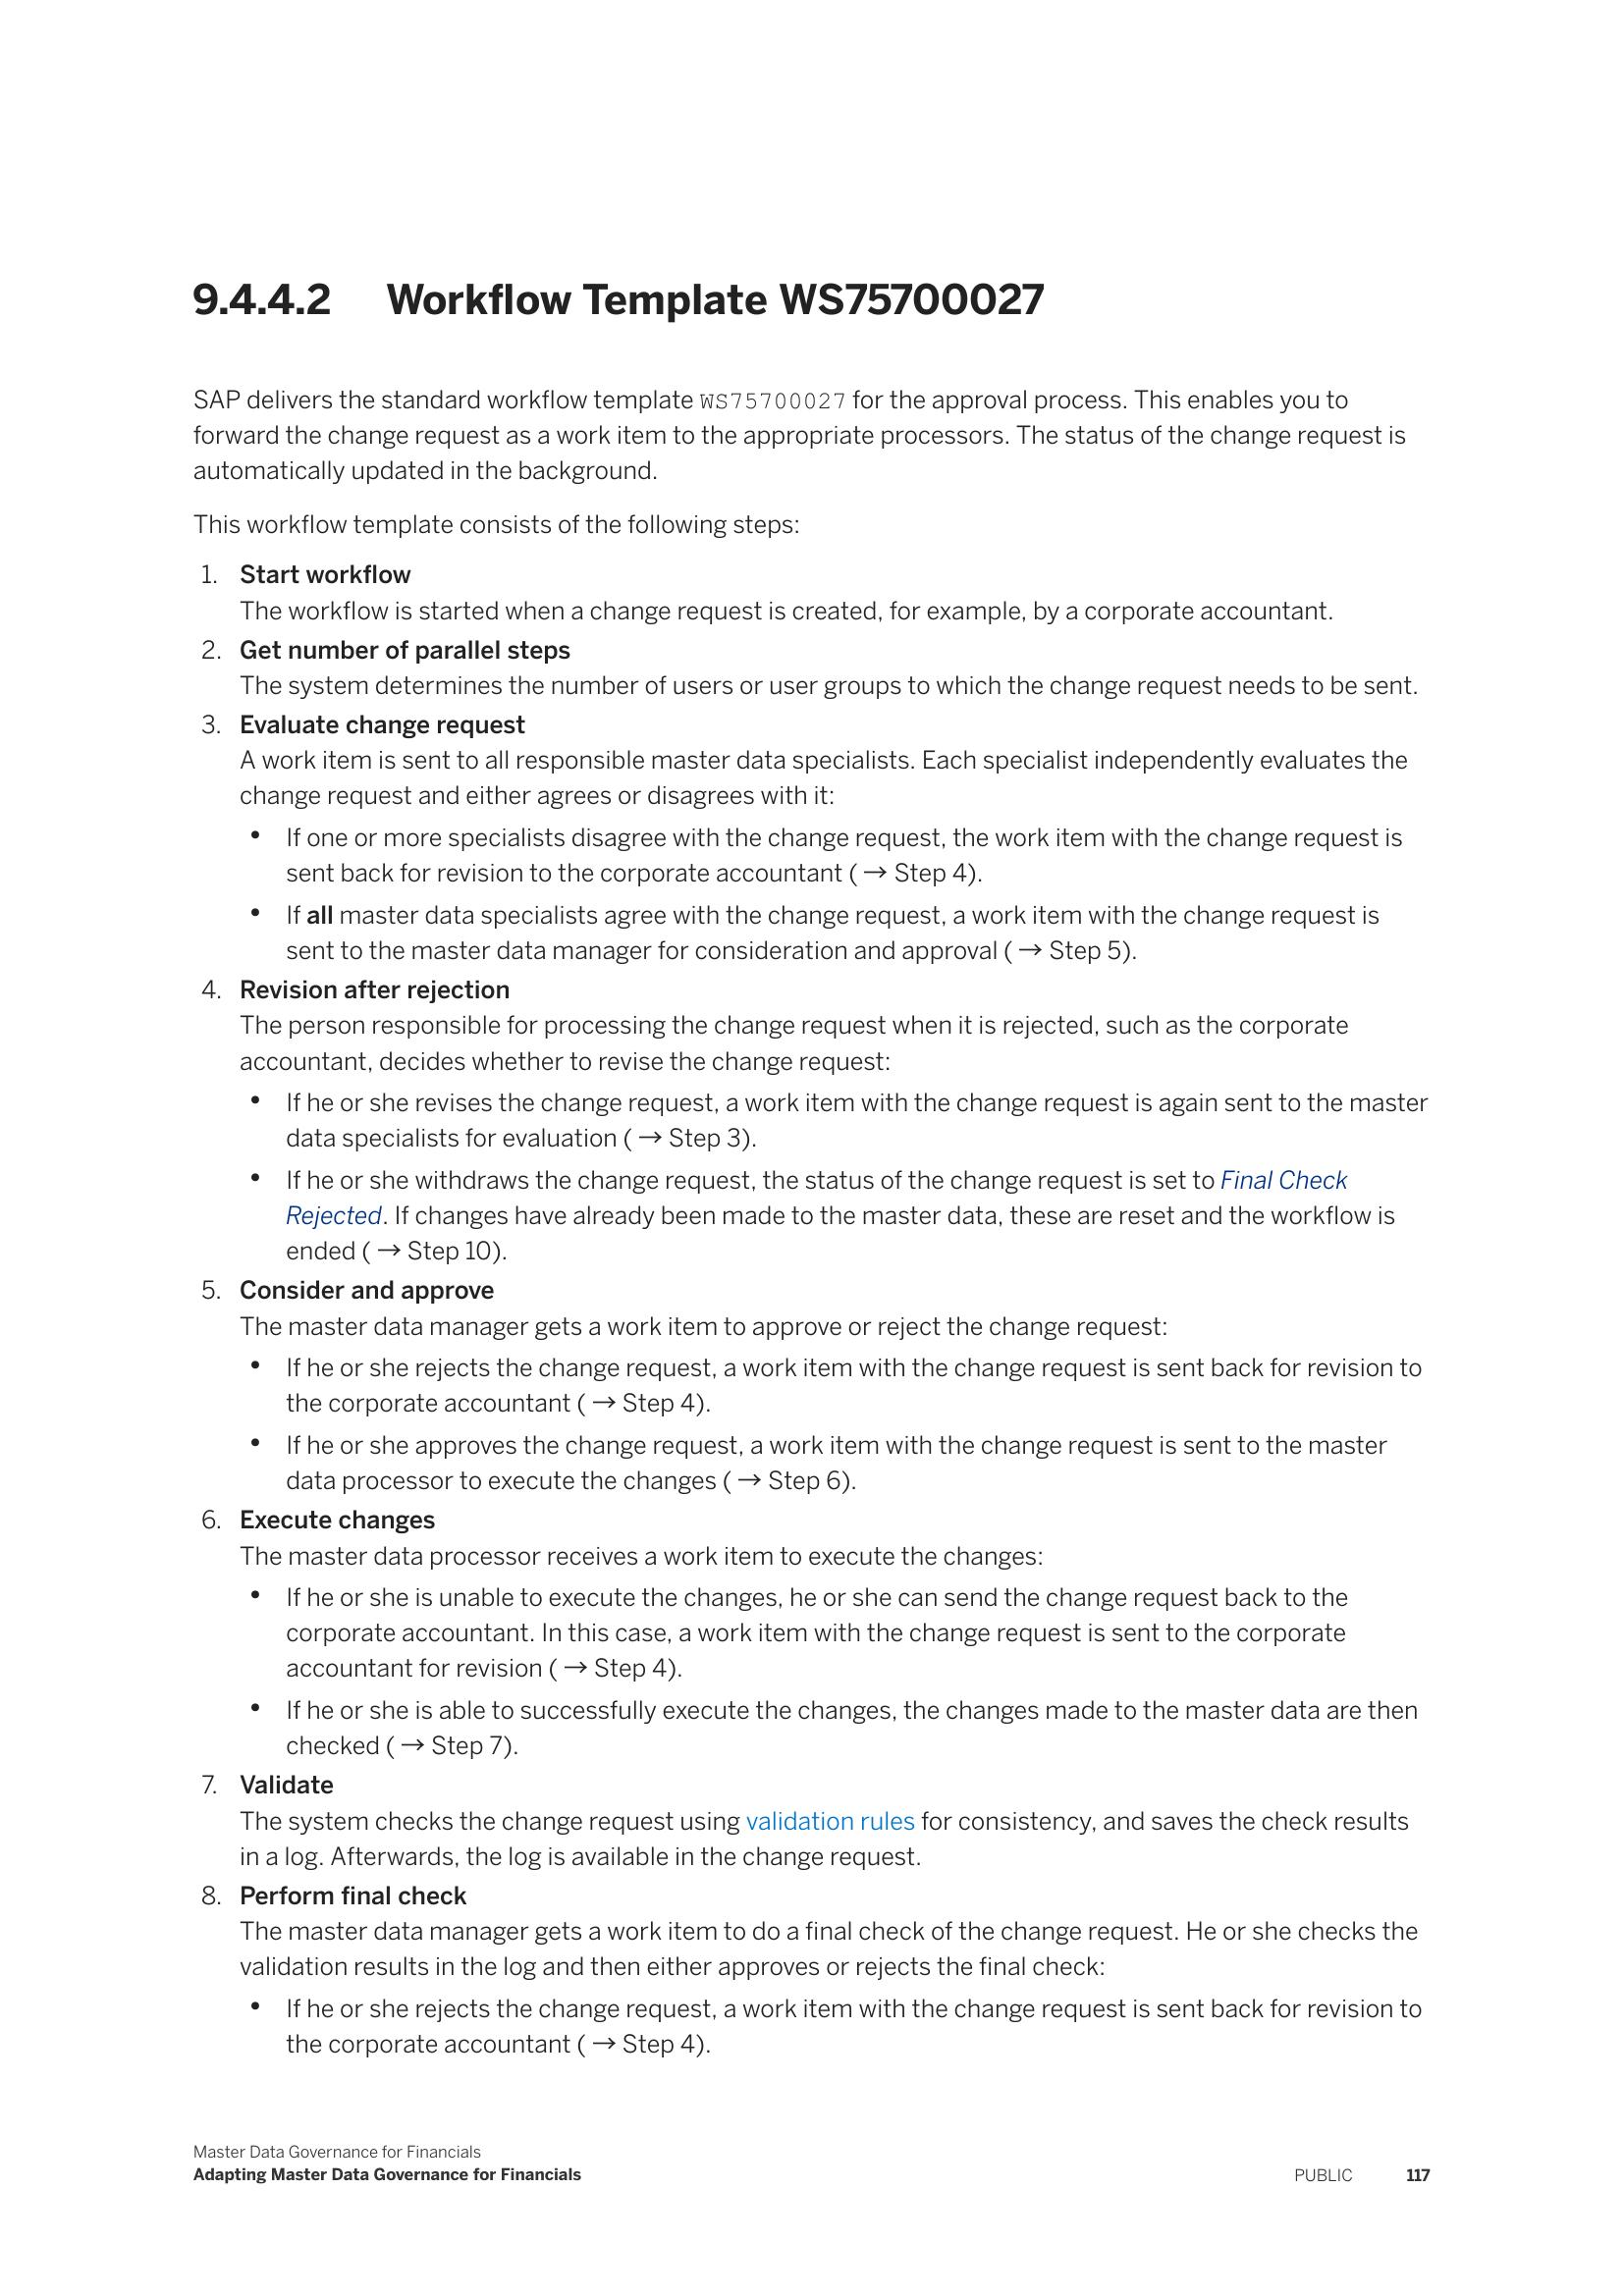 9.4.4.2 Workflow Template WS75700027
SAP delivers the standard workflow template WS75700027 for the approval process. This enables you to
forward the change request as a work item to the appropriate processors. The status of the change request is
automatically updated in the background.
This workflow template consists of the following steps:
1. Start workflow
The workflow is started when a change request is created, for example, by a corporate accountant.
2. Get number of parallel steps
The system determines the number of users or user groups to which the change request needs to be sent.
3. Evaluate change request
A work item is sent to all responsible master data specialists. Each specialist independently evaluates the
change request and either agrees or disagrees with it:
• If one or more specialists disagree with the change request, the work item with the change request is
sent back for revision to the corporate accountant ( → Step 4).
• If all master data specialists agree with the change request, a work item with the change request is
sent to the master data manager for consideration and approval ( → Step 5).
4. Revision after rejection
The person responsible for processing the change request when it is rejected, such as the corporate
accountant, decides whether to revise the change request:
• If he or she revises the change request, a work item with the change request is again sent to the master
data specialists for evaluation ( → Step 3).
• If he or she withdraws the change request, the status of the change request is set to Final Check
Rejected. If changes have already been made to the master data, these are reset and the workflow is
ended ( → Step 10).
5. Consider and approve
The master data manager gets a work item to approve or reject the change request:
• If he or she rejects the change request, a work item with the change request is sent back for revision to
the corporate accountant ( → Step 4).
• If he or she approves the change request, a work item with the change request is sent to the master
data processor to execute the changes ( → Step 6).
6. Execute changes
The master data processor receives a work item to execute the changes:
• If he or she is unable to execute the changes, he or she can send the change request back to the
corporate accountant. In this case, a work item with the change request is sent to the corporate
accountant for revision ( → Step 4).
• If he or she is able to successfully execute the changes, the changes made to the master data are then
checked ( → Step 7).
7. Validate
The system checks the change request using validation rules for consistency, and saves the check results
in a log. Afterwards, the log is available in the change request.
8. Perform final check
The master data manager gets a work item to do a final check of the change request. He or she checks the
validation results in the log and then either approves or rejects the final check:
• If he or she rejects the change request, a work item with the change request is sent back for revision to
the corporate accountant ( → Step 4).
Master Data Governance for Financials
Adapting Master Data Governance for Financials
PUBLIC 117